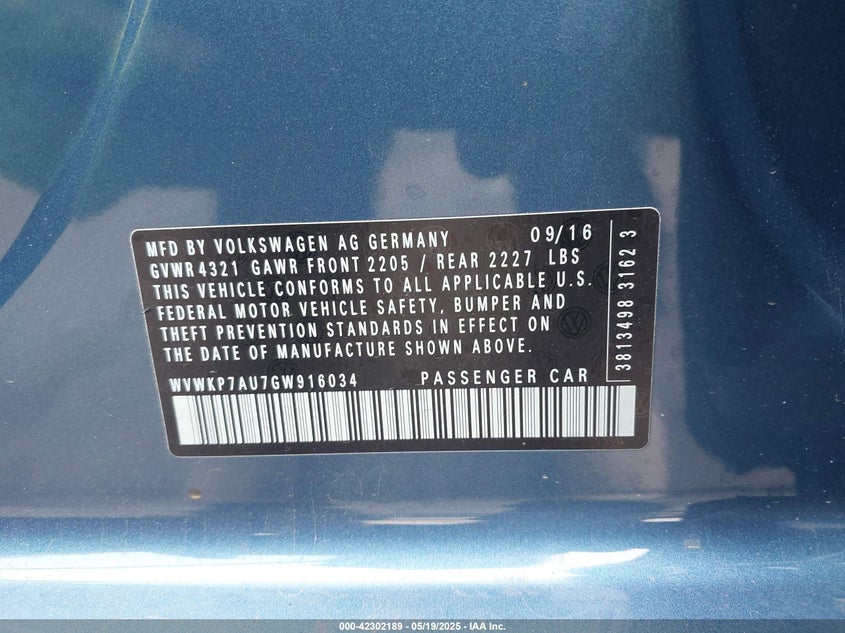 MFD BY VOLKSWAGEN AG GERMANY 09/16
GVWR 4321 GAWR FRONT 2205 / REAR 2227 LBS
THIS VEHICLE CONFORMS TO ALL APPLICABLE U.S.
FEDERAL MOTOR VEHICLE SAFETY, BUMPER AND
THEFT PREVENTION STANDARDS IN EFFECT ON
THE DATE OF MANUFACTURE SHOWN ABOVE.
WVWKP7AU7GW916034 PASSENGER CAR
38134498 3162 3
000-42302189 - 05/19/2025 - IAA Inc.